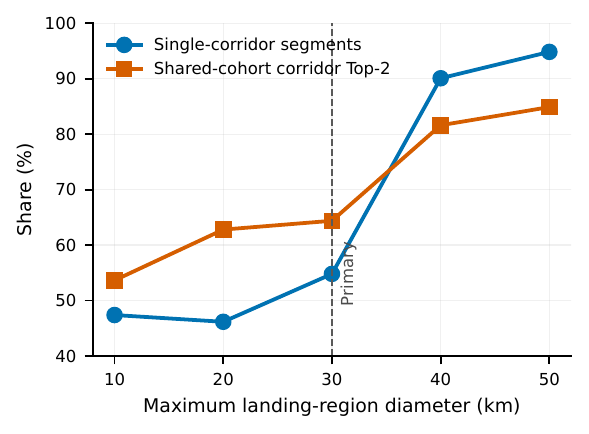 Single-corridor segments
Shared-cohort corridor Top-2
Share (%)
100
90
80
70
60
50
40
Primary
10 20 30 40 50
Maximum landing-region diameter (km)